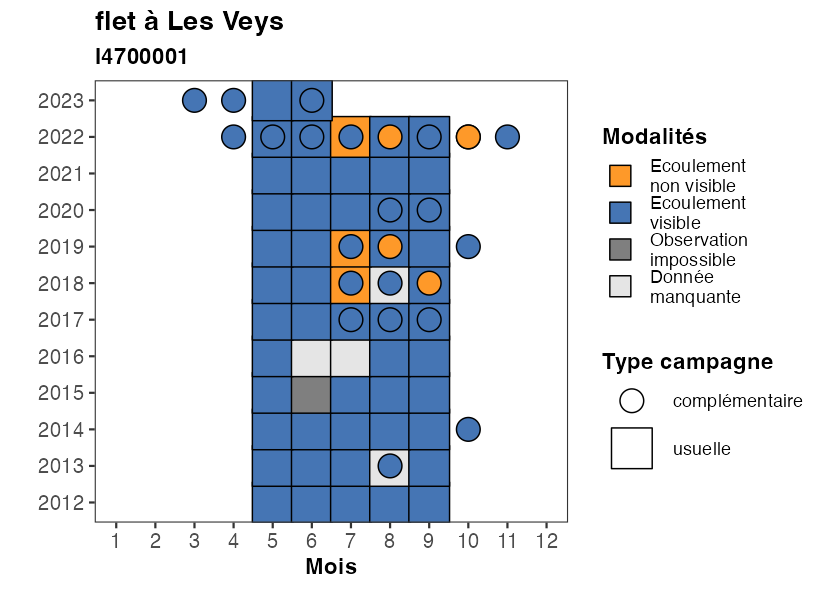 flet à Les Veys
I4700001
2023
2022
2021
2020
2019
2018
2017
2016
2015
2014
2013
2012
1 2 3 4 5 6 7 8 9 10 11 12
Mois
Modalités
Ecoulement
non visible
Ecoulement
visible
Observation
impossible
Donnée
manquante
Type campagne
complémentaire
usuelle